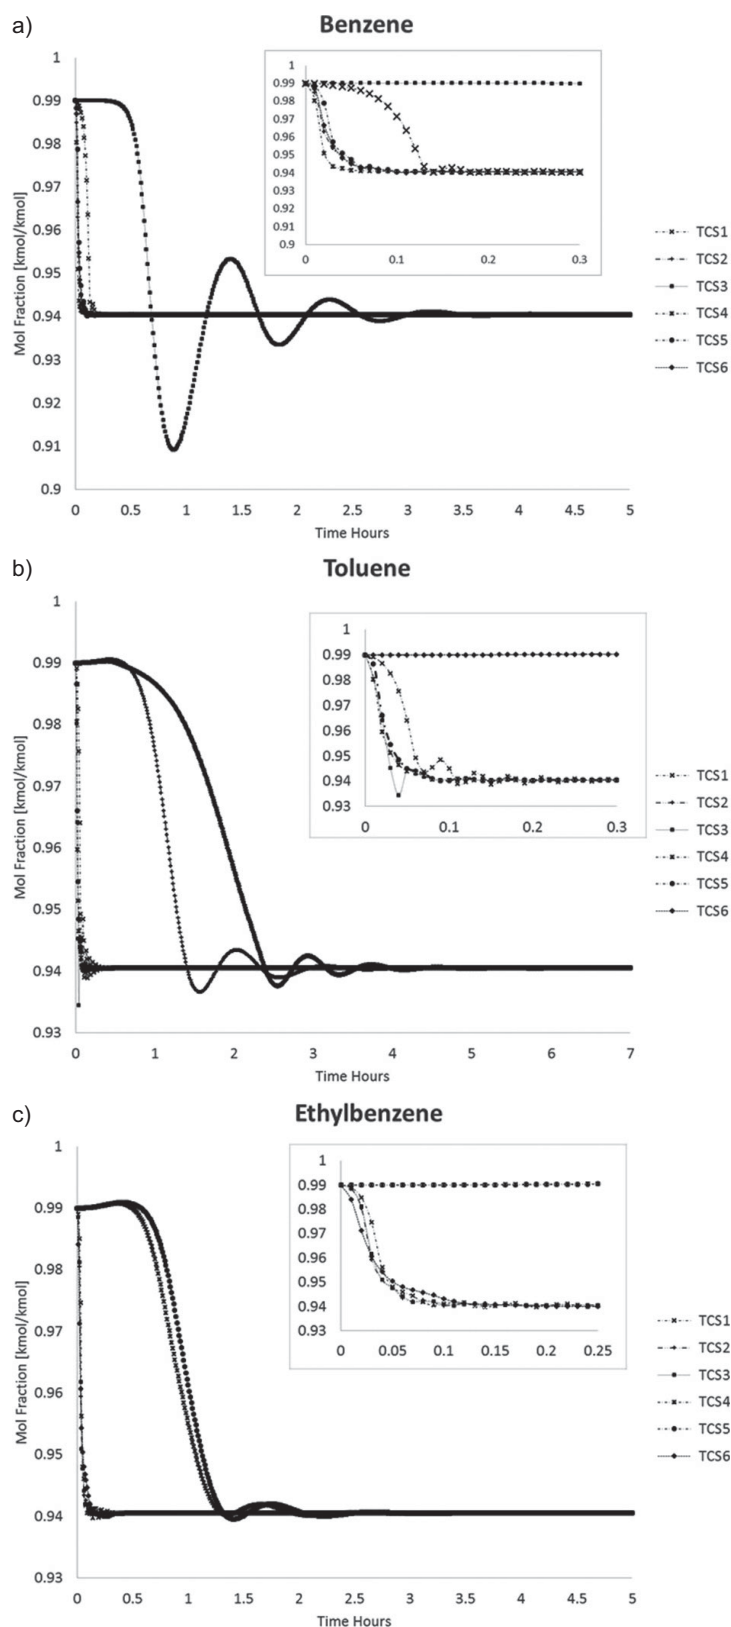 a)
Benzene
1
0.99
0.98
0.97
0.96
0.95
0.94
0.93
0.92
0.91
0.9
Mol Fraction [kmol/kmol]
0 0.5 1 1.5 2 2.5 3 3.5 4 4.5 5
Time Hours
1
0.99
0.98
0.97
0.96
0.95
0.94
0.93
0.92
0.91
0.9
0 0.1 0.2 0.3
TCS1
TCS2
TCS3
TCS4
TCS5
TCS6
b)
Toluene
1
0.99
0.98
0.97
0.96
0.95
0.94
0.93
Mol Fraction [kmol/kmol]
0 1 2 3 4 5 6 7
Time Hours
1
0.99
0.98
0.97
0.96
0.95
0.94
0.93
0 0.1 0.2 0.3
TCS1
TCS2
TCS3
TCS4
TCS5
TCS6
c)
Ethylbenzene
1
0.99
0.98
0.97
0.96
0.95
0.94
0.93
Mol Fraction [kmol/kmol]
0 0.5 1 1.5 2 2.5 3 3.5 4 4.5 5
Time Hours
1
0.99
0.98
0.97
0.96
0.95
0.94
0.93
0 0.05 0.1 0.15 0.2 0.25
TCS1
TCS2
TCS3
TCS4
TCS5
TCS6